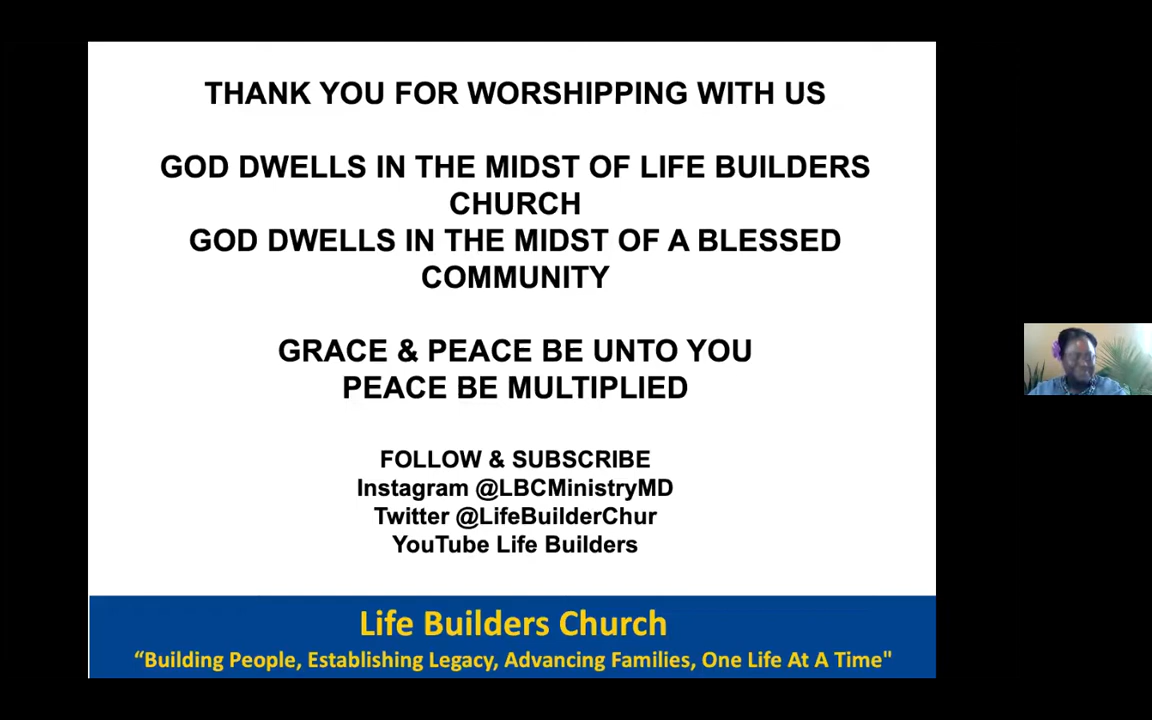 THANK YOU FOR WORSHIPPING WITH US
GOD DWELLS IN THE MIDST OF LIFE BUILDERS
CHURCH
GOD DWELLS IN THE MIDST OF A BLESSED
COMMUNITY
GRACE & PEACE BE UNTO YOU
PEACE BE MULTIPLIED
FOLLOW & SUBSCRIBE
Instagram @LBCMinistryMD
Twitter @LifeBuilderChur
YouTube Life Builders
Life Builders Church
“Building People, Establishing Legacy, Advancing Families, One Life At A Time"